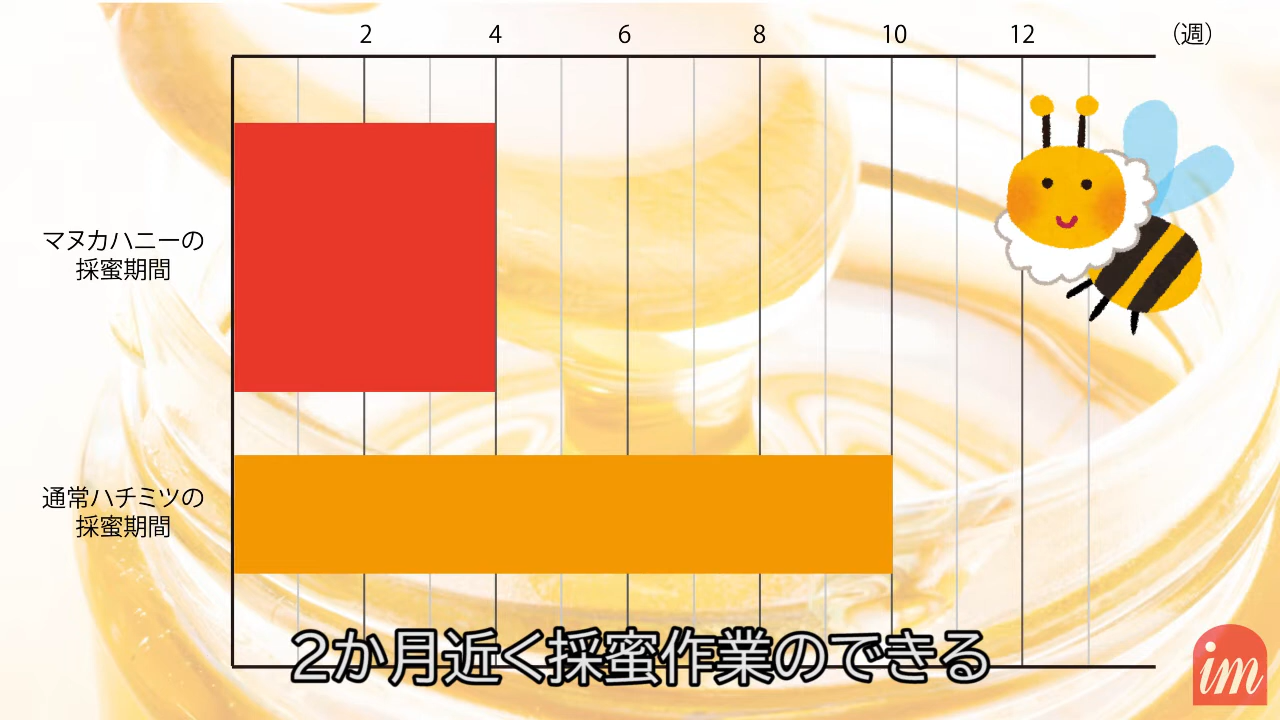 2 4 6 8 10 12 （週）
マヌカハニーの
採蜜期間
通常ハチミツの
採蜜期間
2か月近く採蜜作業のできる
im